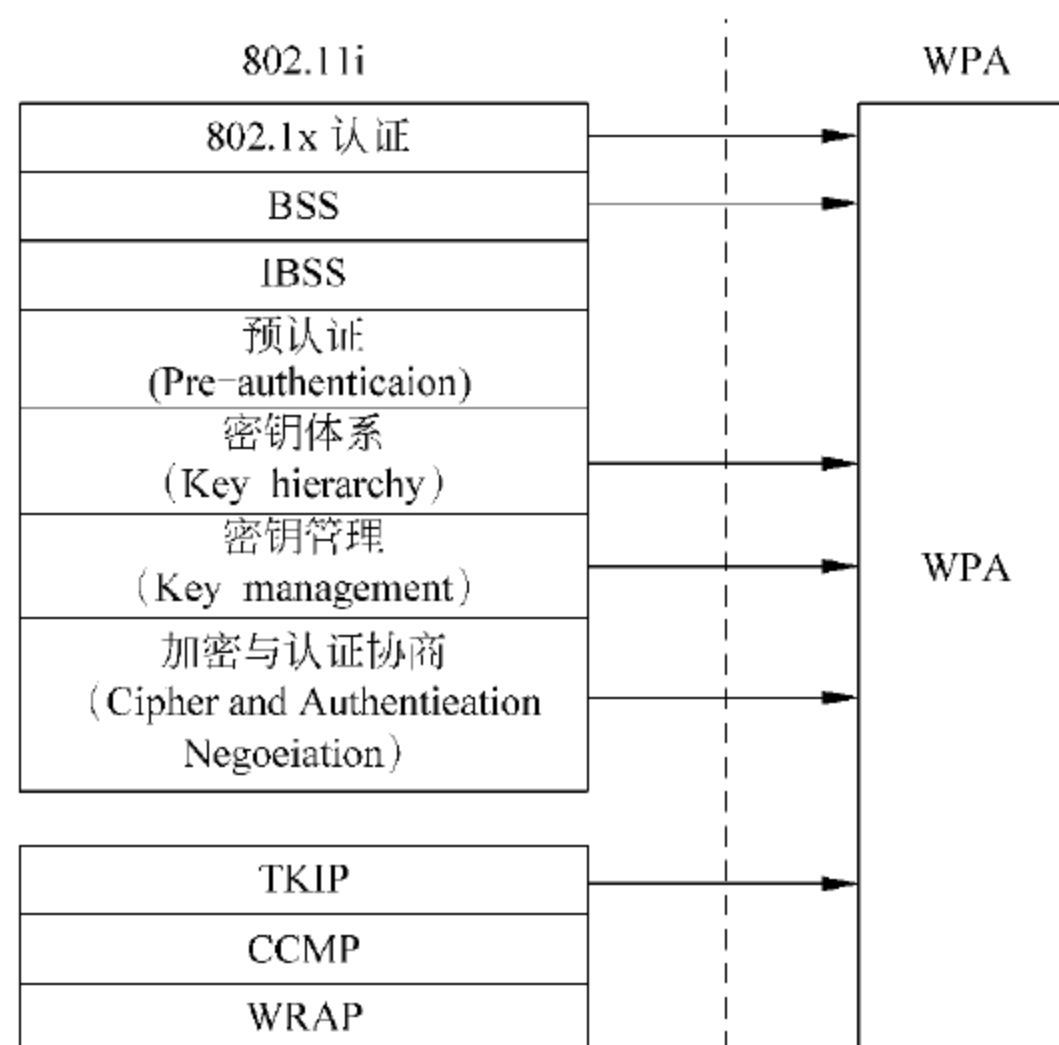 802.11i
WPA
802.1x 认证
BSS
IBSS
预认证
(Pre-authenticaion)
密钥体系
(Key hierarchy)
密钥管理
(Key management)
加密与认证协商
(Cipher and Authentieation
Negoeiation)
WPA
TKIP
CCMP
WRAP